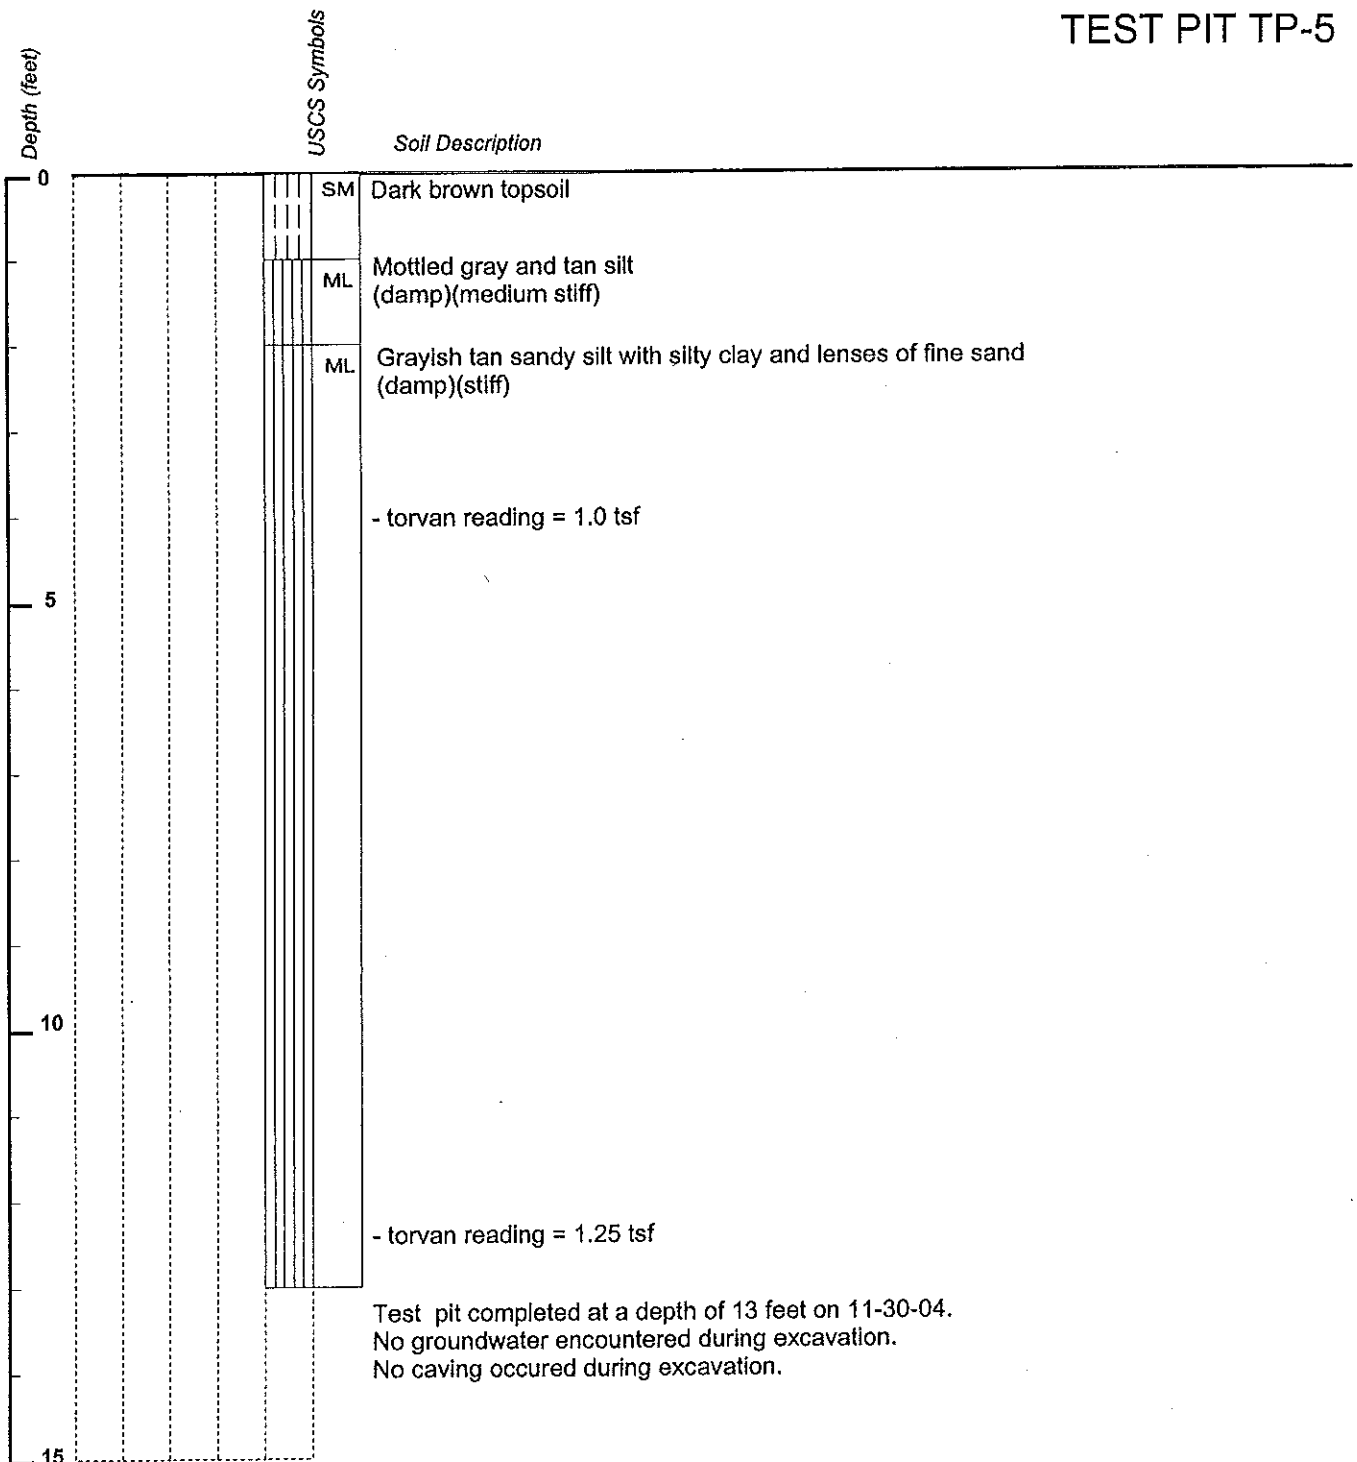 TEST PIT TP-5
Depth (feet)
USCS Symbols
Soil Description
0
SM
Dark brown topsoil
ML
Mottled gray and tan silt
(damp)(medium stiff)
ML
Grayish tan sandy silt with silty clay and lenses of fine sand
(damp)(stiff)
- torvan reading = 1.0 tsf
5
10
- torvan reading = 1.25 tsf
Test pit completed at a depth of 13 feet on 11-30-04.
No groundwater encountered during excavation.
No caving occured during excavation.
15